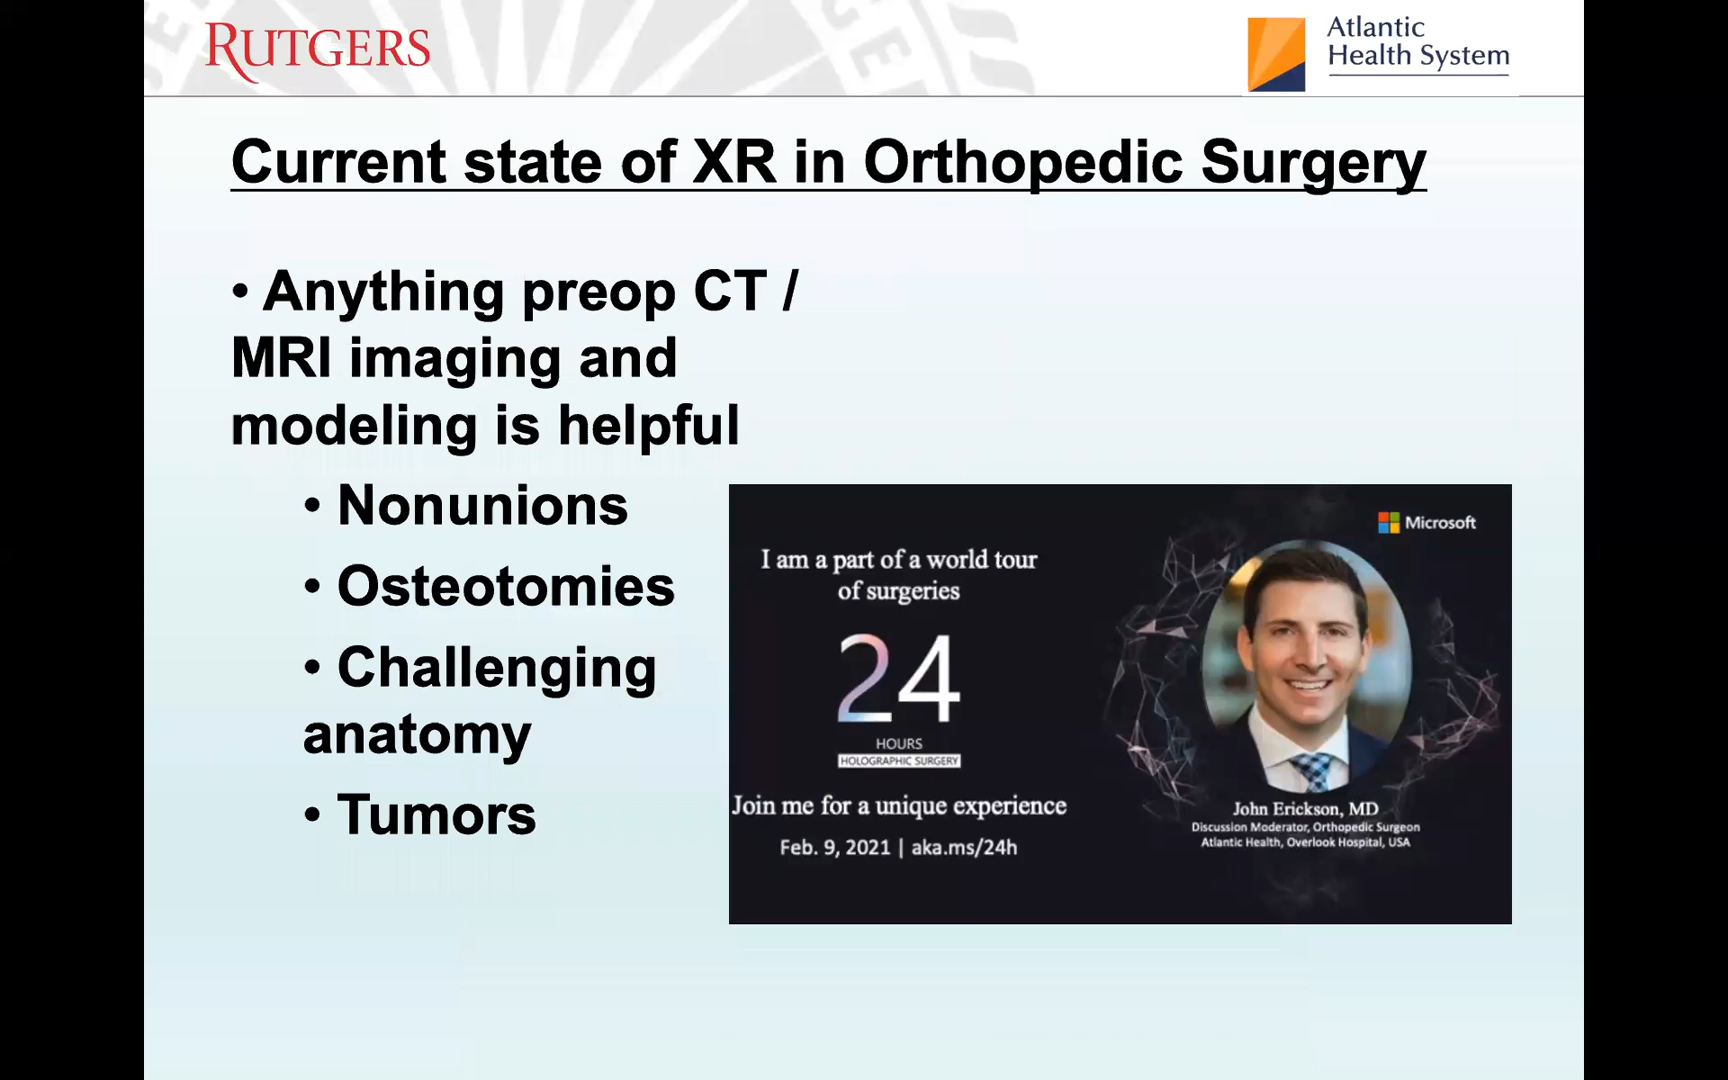 RUTGERS
Atlantic
Health System
Current state of XR in Orthopedic Surgery
• Anything preop CT /
MRI imaging and
modeling is helpful
• Nonunions
• Osteotomies
• Challenging
anatomy
• Tumors
Microsoft
I am a part of a world tour
of surgeries
24
HOURS
HOLOGRAPHIC SURGERY
Join me for a unique experience
Feb. 9, 2021 | aka.ms/24h
John Erickson, MD
Discussion Moderator, Orthopedic Surgeon
Atlantic Health, Overlook Hospital, USA